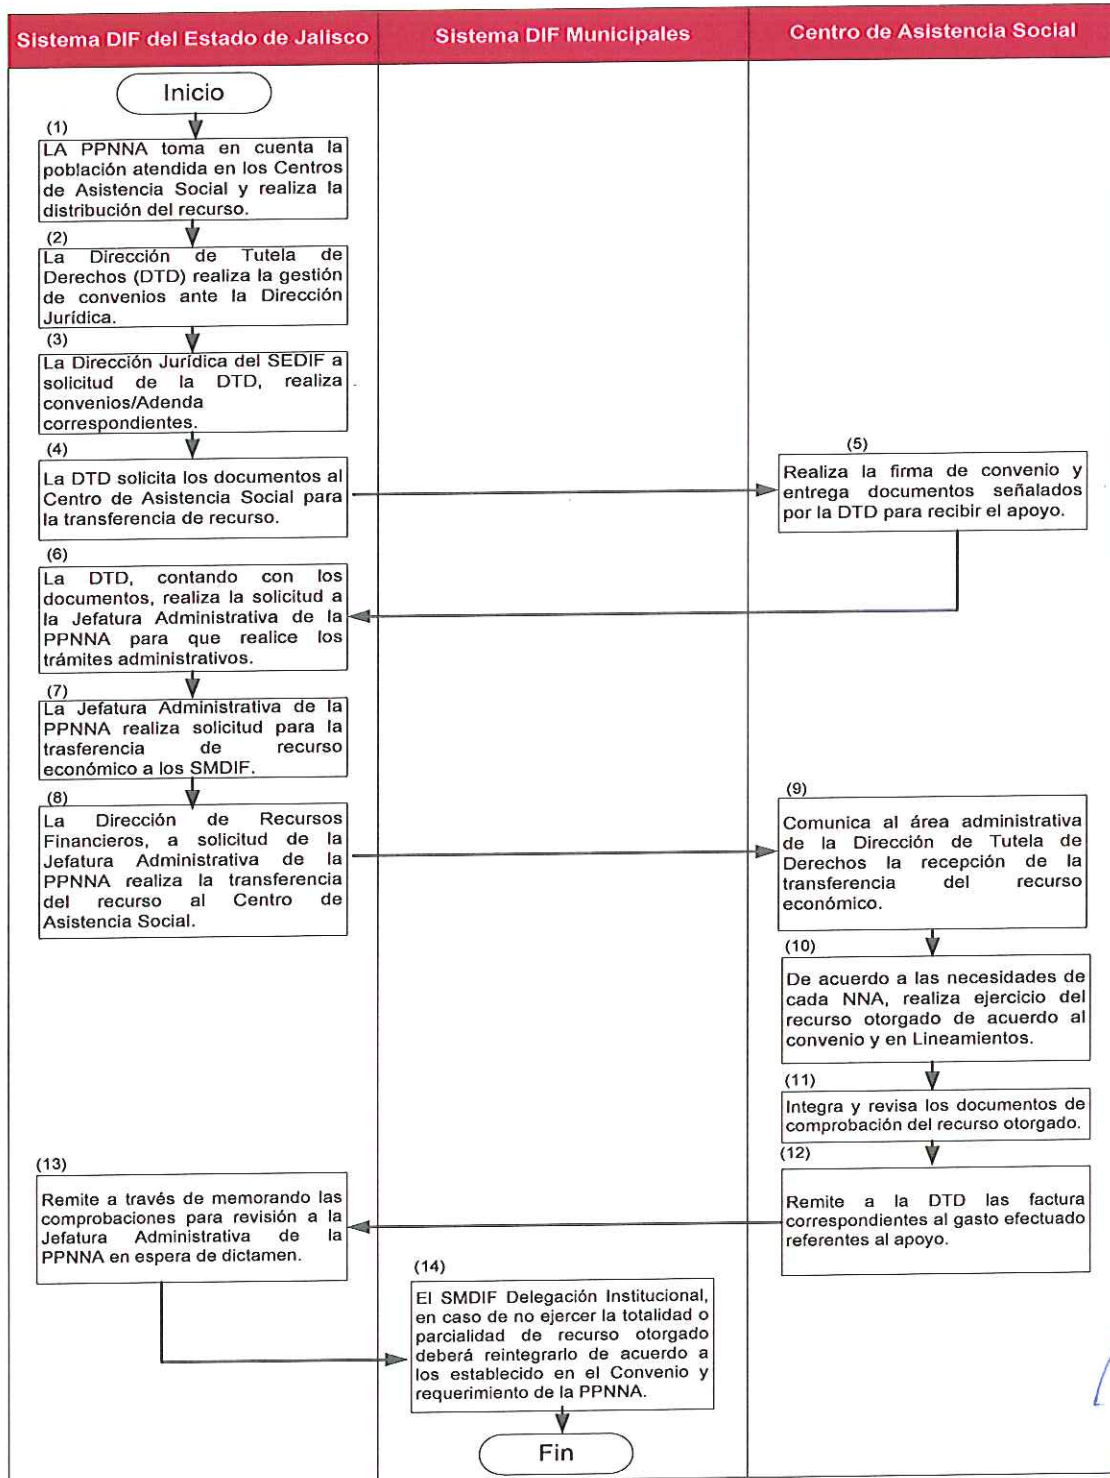 Sistema DIF del Estado de Jalisco
Sistema DIF Municipales
Centro de Asistencia Social
Inicio
(1)
LA PPNNA toma en cuenta la
población atendida en los Centros
de Asistencia Social y realiza la
distribución del recurso.
(2)
La Dirección de Tutela de
Derechos (DTD) realiza la gestión
de convenios ante la Dirección
Jurídica.
(3)
La Dirección Jurídica del SEDIF a
solicitud de la DTD, realiza
convenios/Adenda
correspondientes.
(4)
La DTD solicita los documentos al
Centro de Asistencia Social para
la transferencia de recurso.
(5)
Realiza la firma de convenio y
entrega documentos señalados
por la DTD para recibir el apoyo.
(6)
La DTD, contando con los
documentos, realiza la solicitud a
la Jefatura Administrativa de la
PPNNA para que realice los
trámites administrativos.
(7)
La Jefatura Administrativa de la
PPNNA realiza solicitud para la
trasferencia de recurso
económico a los SMDIF.
(8)
La Dirección de Recursos
Financieros, a solicitud de la
Jefatura Administrativa de la
PPNNA realiza la transferencia
del recurso al Centro de
Asistencia Social.
(9)
Comunica al área administrativa
de la Dirección de Tutela de
Derechos la recepción de la
transferencia del recurso
económico.
(10)
De acuerdo a las necesidades de
cada NNA, realiza ejercicio del
recurso otorgado de acuerdo al
convenio y en Lineamientos.
(11)
Integra y revisa los documentos de
comprobación del recurso otorgado.
(12)
Remite a la DTD las factura
correspondientes al gasto efectuado
referentes al apoyo.
(13)
Remite a través de memorando las
comprobaciones para revisión a la
Jefatura Administrativa de la
PPNNA en espera de dictamen.
(14)
El SMDIF Delegación Institucional,
en caso de no ejercer la totalidad o
parcialidad de recurso otorgado
deberá reintegrarlo de acuerdo a
los establecido en el Convenio y
requerimiento de la PPNNA.
Fin